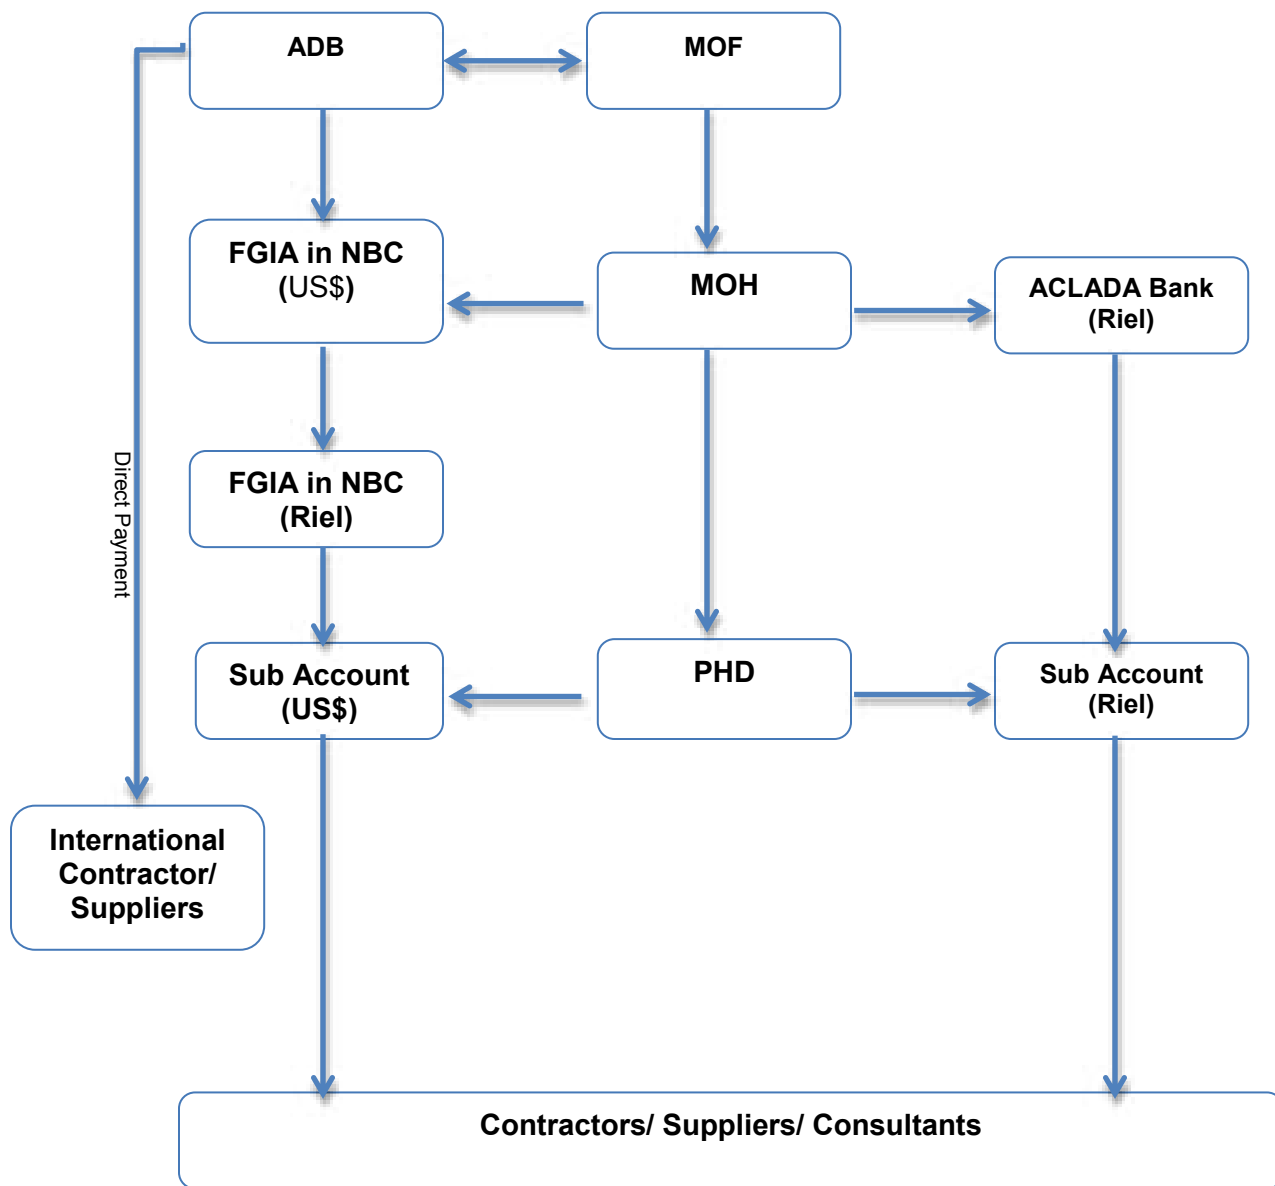 ADB
MOF
FGIA in NBC
(US$)
MOH
ACLADA Bank
(Riel)
Direct Payment
FGIA in NBC
(Riel)
Sub Account
(US$)
PHD
Sub Account
(Riel)
International
Contractor/
Suppliers
Contractors/ Suppliers/ Consultants